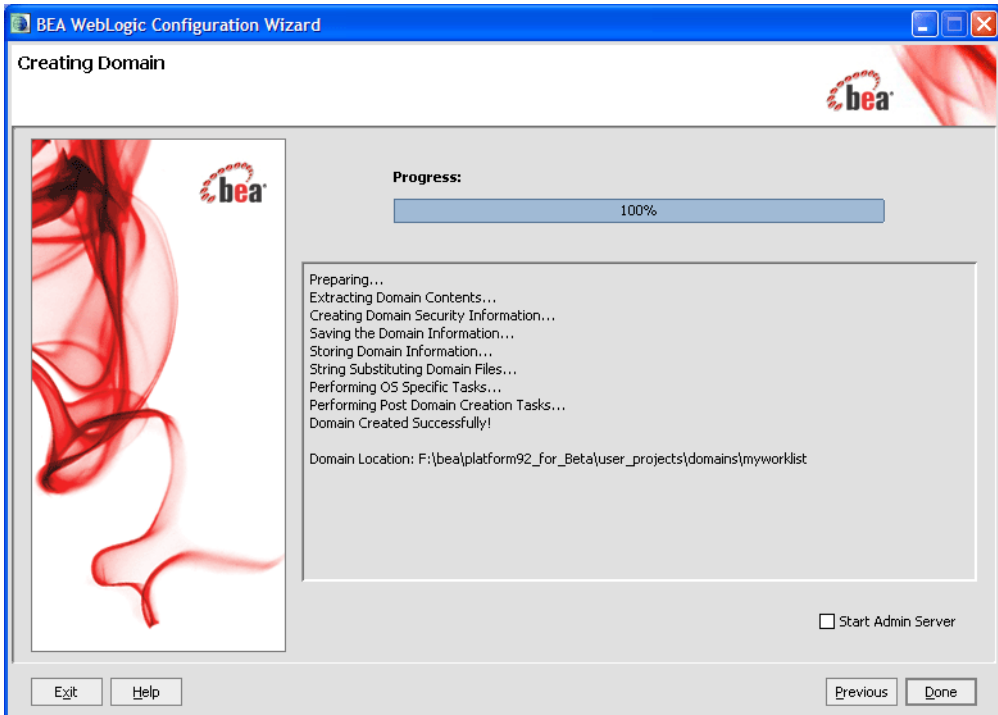 BEA WebLogic Configuration Wizard
Creating Domain
bea
bea
Progress:
100%
Preparing...
Extracting Domain Contents...
Creating Domain Security Information...
Saving the Domain Information...
Storing Domain Information...
String Substituting Domain Files...
Performing OS Specific Tasks...
Performing Post Domain Creation Tasks...
Domain Created Successfully!
Domain Location: F:\bea\platform92_for_Beta\user_projects\domains\myworklist
Start Admin Server
Exit Help Previous Done